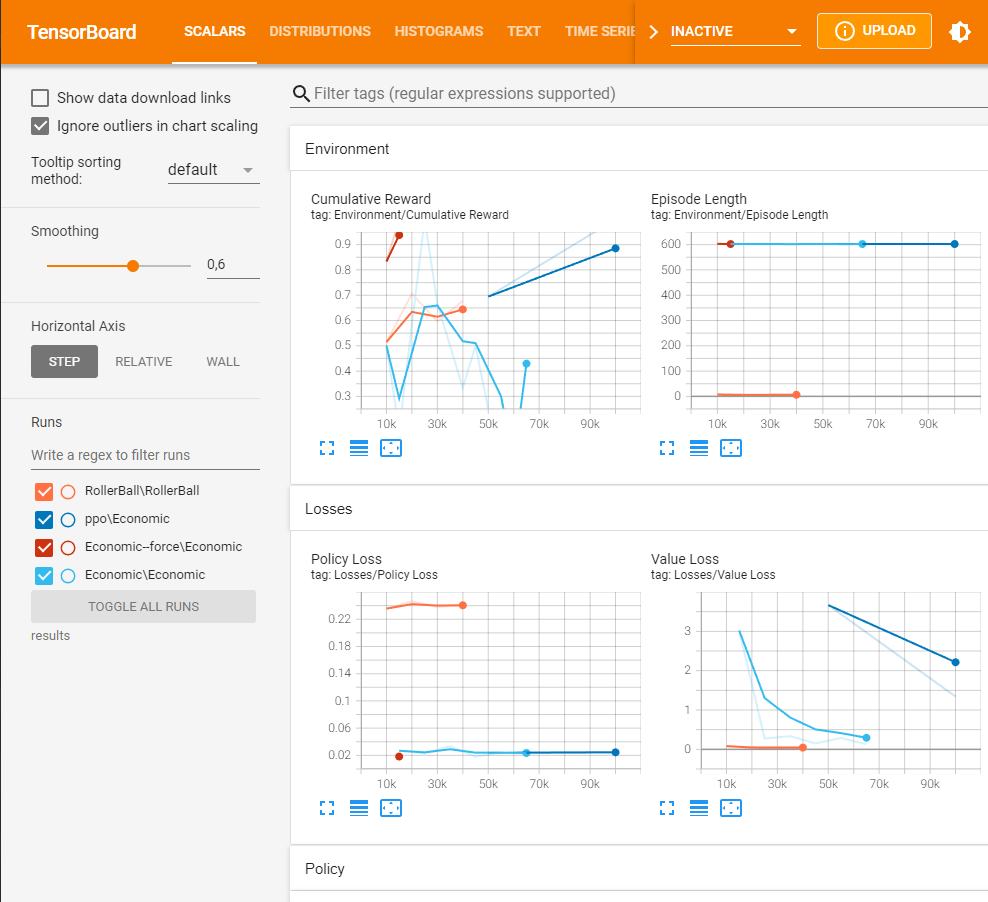 TensorBoard
SCALARS DISTRIBUTIONS HISTOGRAMS TEXT TIME SERIE INACTIVE UPLOAD
Show data download links
Ignore outliers in chart scaling
Tooltip sorting
method:
default
Smoothing
0,6
Horizontal Axis
STEP RELATIVE WALL
Runs
Write a regex to filter runs
RollerBall\RollerBall
ppo\Economic
Economic--force\Economic
Economic\Economic
TOGGLE ALL RUNS
results
Filter tags (regular expressions supported)
Environment
Cumulative Reward
tag: Environment/Cumulative Reward
0.9
0.8
0.7
0.6
0.5
0.4
0.3
10k 30k 50k 70k 90k
Episode Length
tag: Environment/Episode Length
600
500
400
300
200
100
0
10k 30k 50k 70k 90k
Losses
Policy Loss
tag: Losses/Policy Loss
0.22
0.18
0.14
0.1
0.06
0.02
10k 30k 50k 70k 90k
Value Loss
tag: Losses/Value Loss
3
2
1
0
10k 30k 50k 70k 90k
Policy